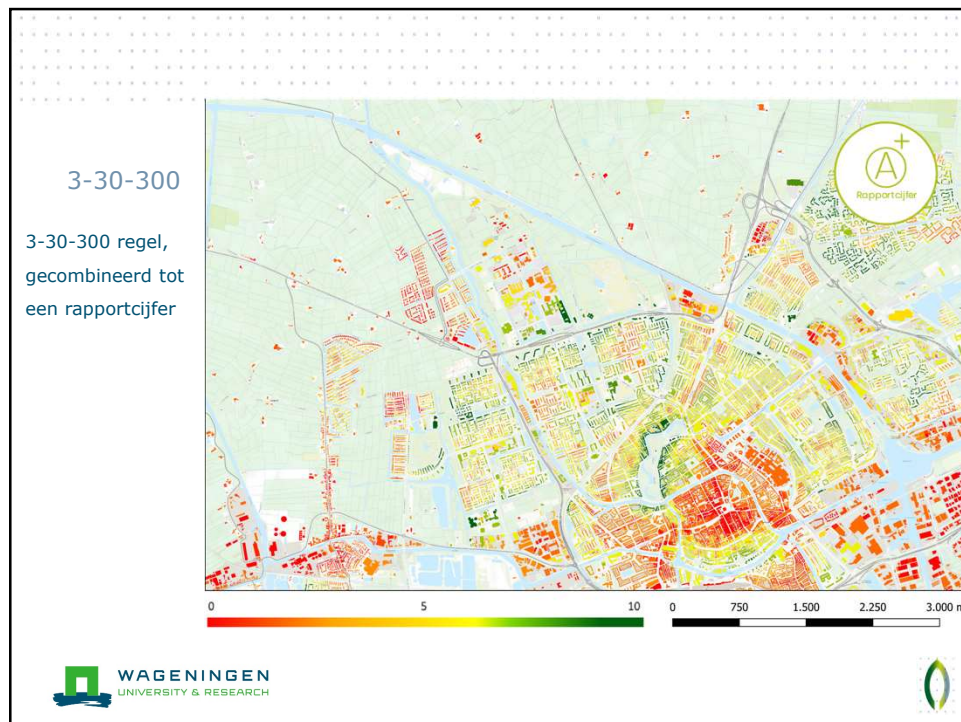 3-30-300
3-30-300 regel,
gecombineerd tot
een rapportcijfer
A+
Rapportcijfer
0 5 10
0 750 1.500 2.250 3.000 m
WAGENINGEN
UNIVERSITY & RESEARCH